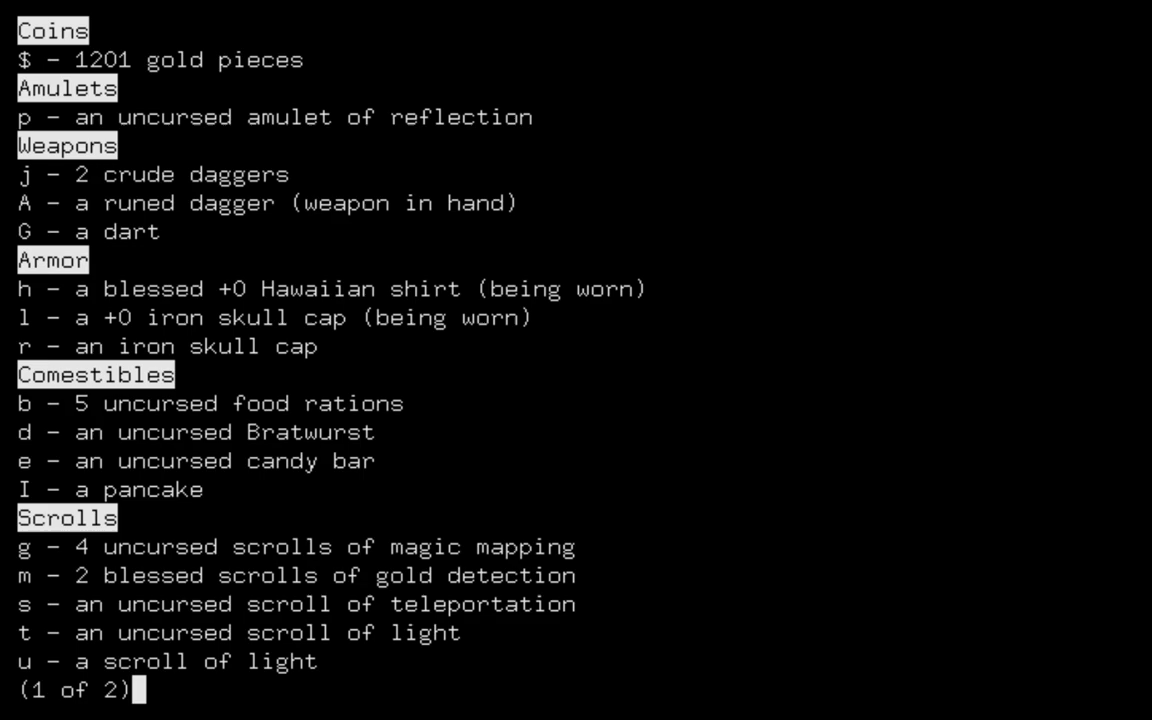 Coins
$ - 1201 gold pieces
Amulets
p - an uncursed amulet of reflection
Weapons
j - 2 crude daggers
A - a runed dagger (weapon in hand)
G - a dart
Armor
h - a blessed +0 Hawaiian shirt (being worn)
l - a +0 iron skull cap (being worn)
r - an iron skull cap
Comestibles
b - 5 uncursed food rations
d - an uncursed Bratwurst
e - an uncursed candy bar
I - a pancake
Scrolls
g - 4 uncursed scrolls of magic mapping
m - 2 blessed scrolls of gold detection
s - an uncursed scroll of teleportation
t - an uncursed scroll of light
u - a scroll of light
(1 of 2)